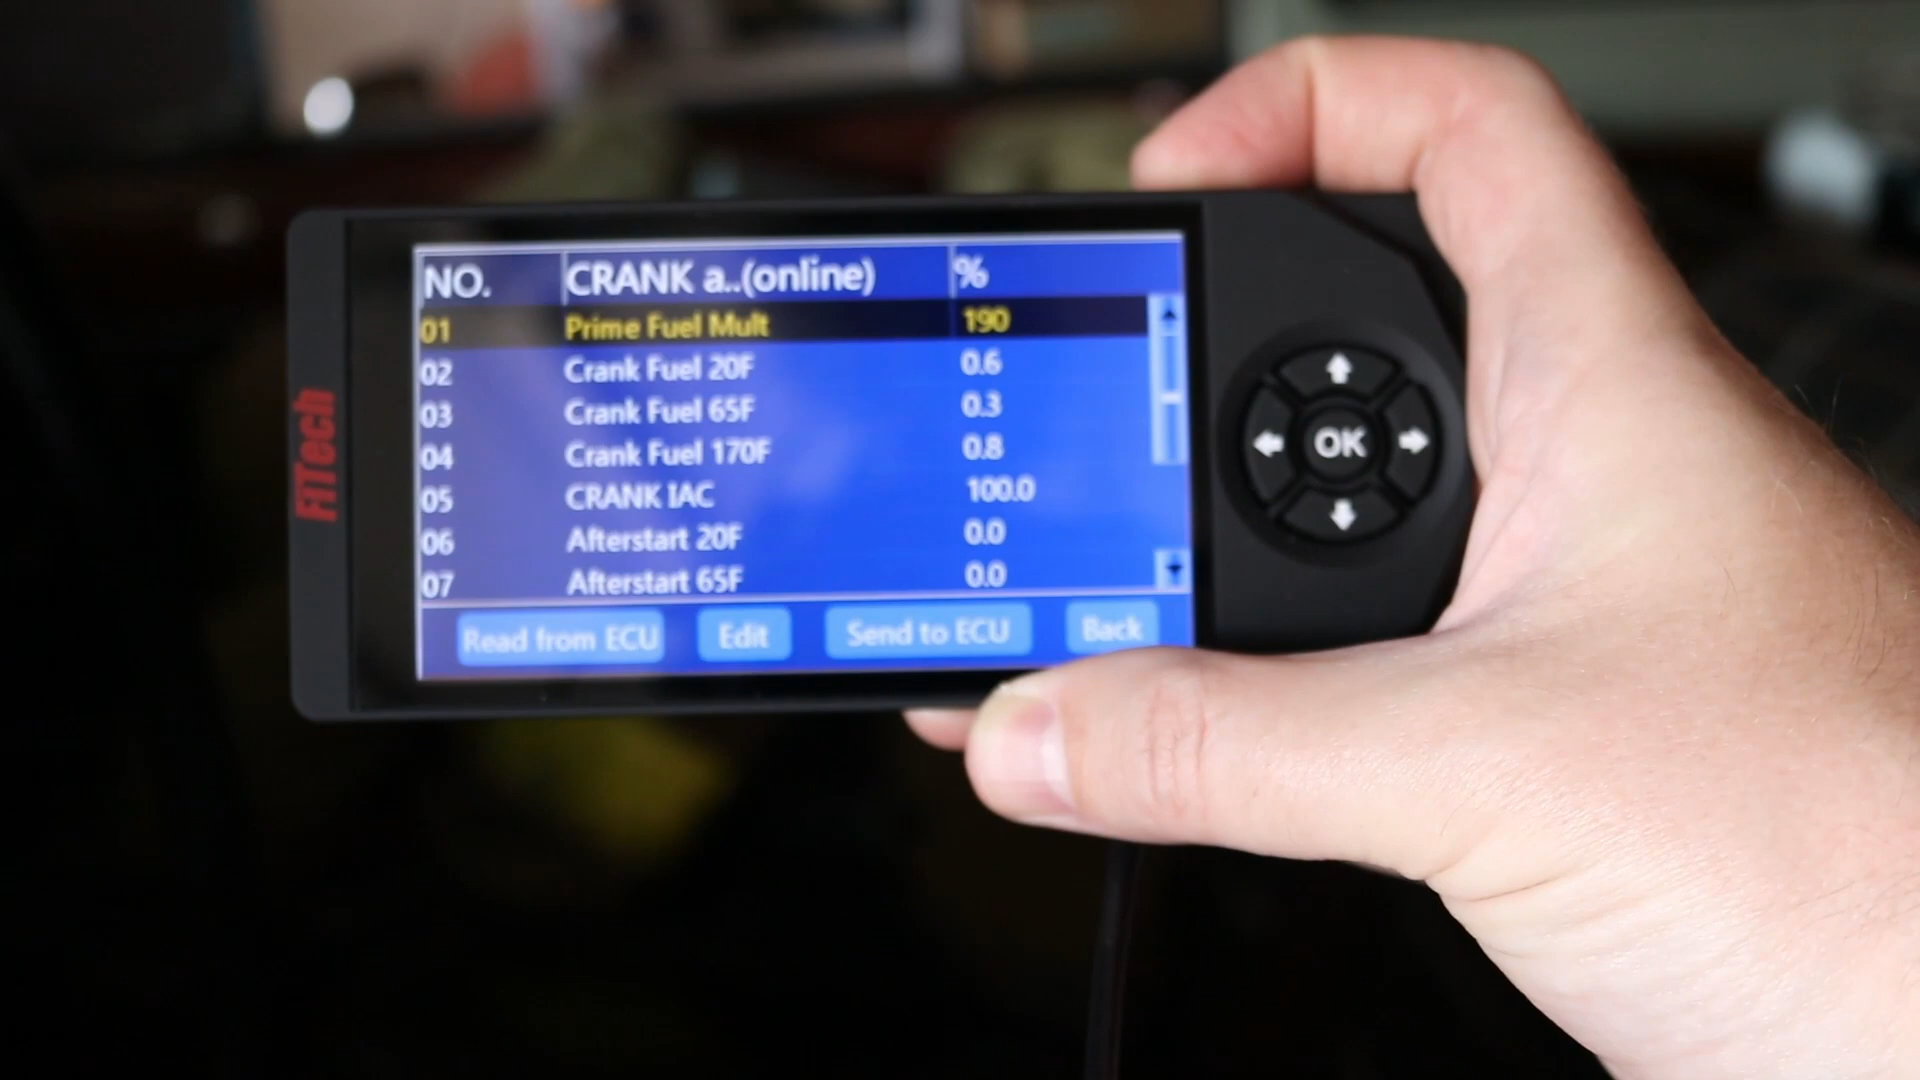 NO. CRANK a..(online) %
01 Prime Fuel Mult 190
02 Crank Fuel 20F 0.6
03 Crank Fuel 65F 0.3
04 Crank Fuel 170F 0.8
05 CRANK IAC 100.0
06 Afterstart 20F 0.0
07 Afterstart 65F 0.0
Read from ECU Edit Send to ECU Back
FiTech
OK